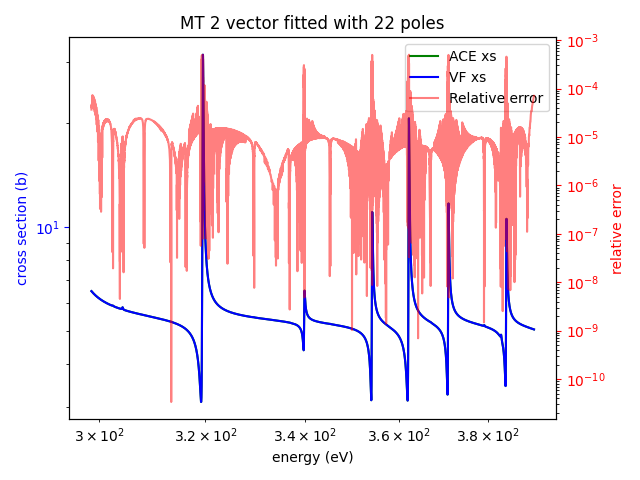 MT 2 vector fitted with 22 poles
ACE xs
VF xs
Relative error
cross section (b)
10¹
10⁻³
10⁻⁴
10⁻⁵
10⁻⁶
10⁻⁷
10⁻⁸
10⁻⁹
10⁻¹⁰
relative error
3 × 10² 3.2 × 10² 3.4 × 10² 3.6 × 10² 3.8 × 10²
energy (eV)